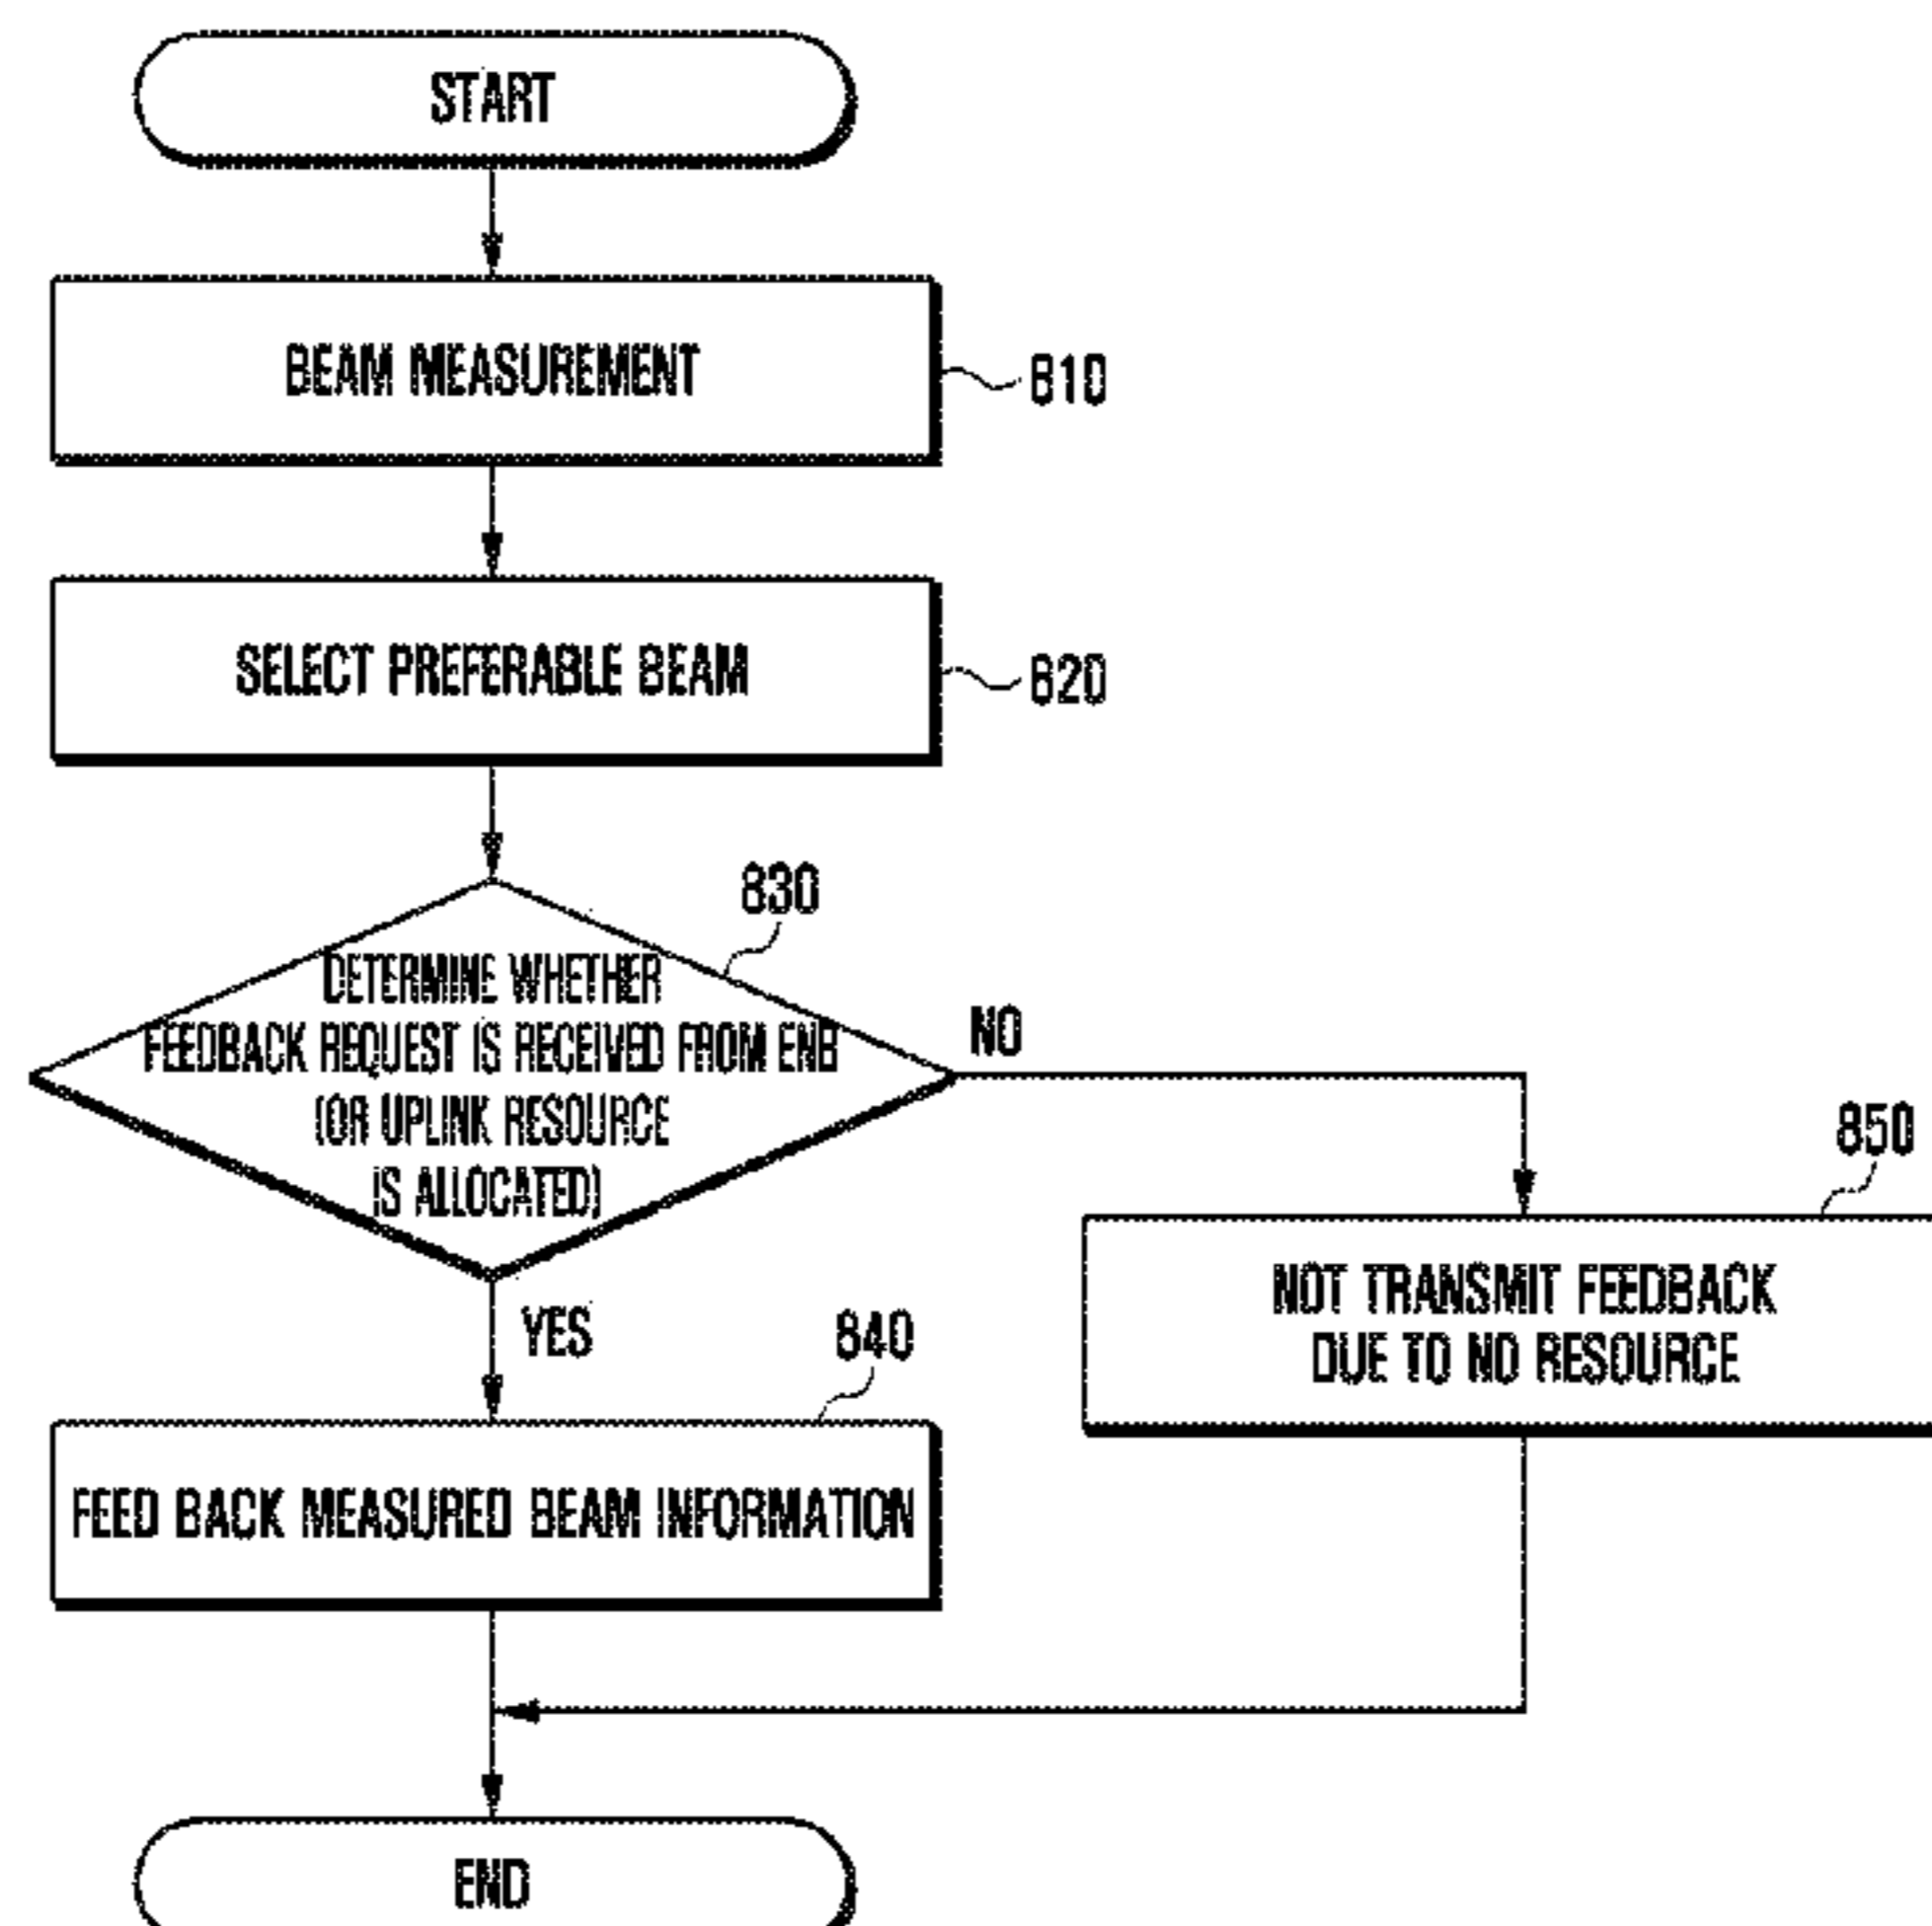 START
BEAM MEASUREMENT
810
SELECT PREFERABLE BEAM
820
830
DETERMINE WHETHER
FEEDBACK REQUEST IS RECEIVED FROM ENB
(OR UPLINK RESOURCE
IS ALLOCATED)
NO
850
NOT TRANSMIT FEEDBACK
DUE TO NO RESOURCE
YES
840
FEED BACK MEASURED BEAM INFORMATION
END